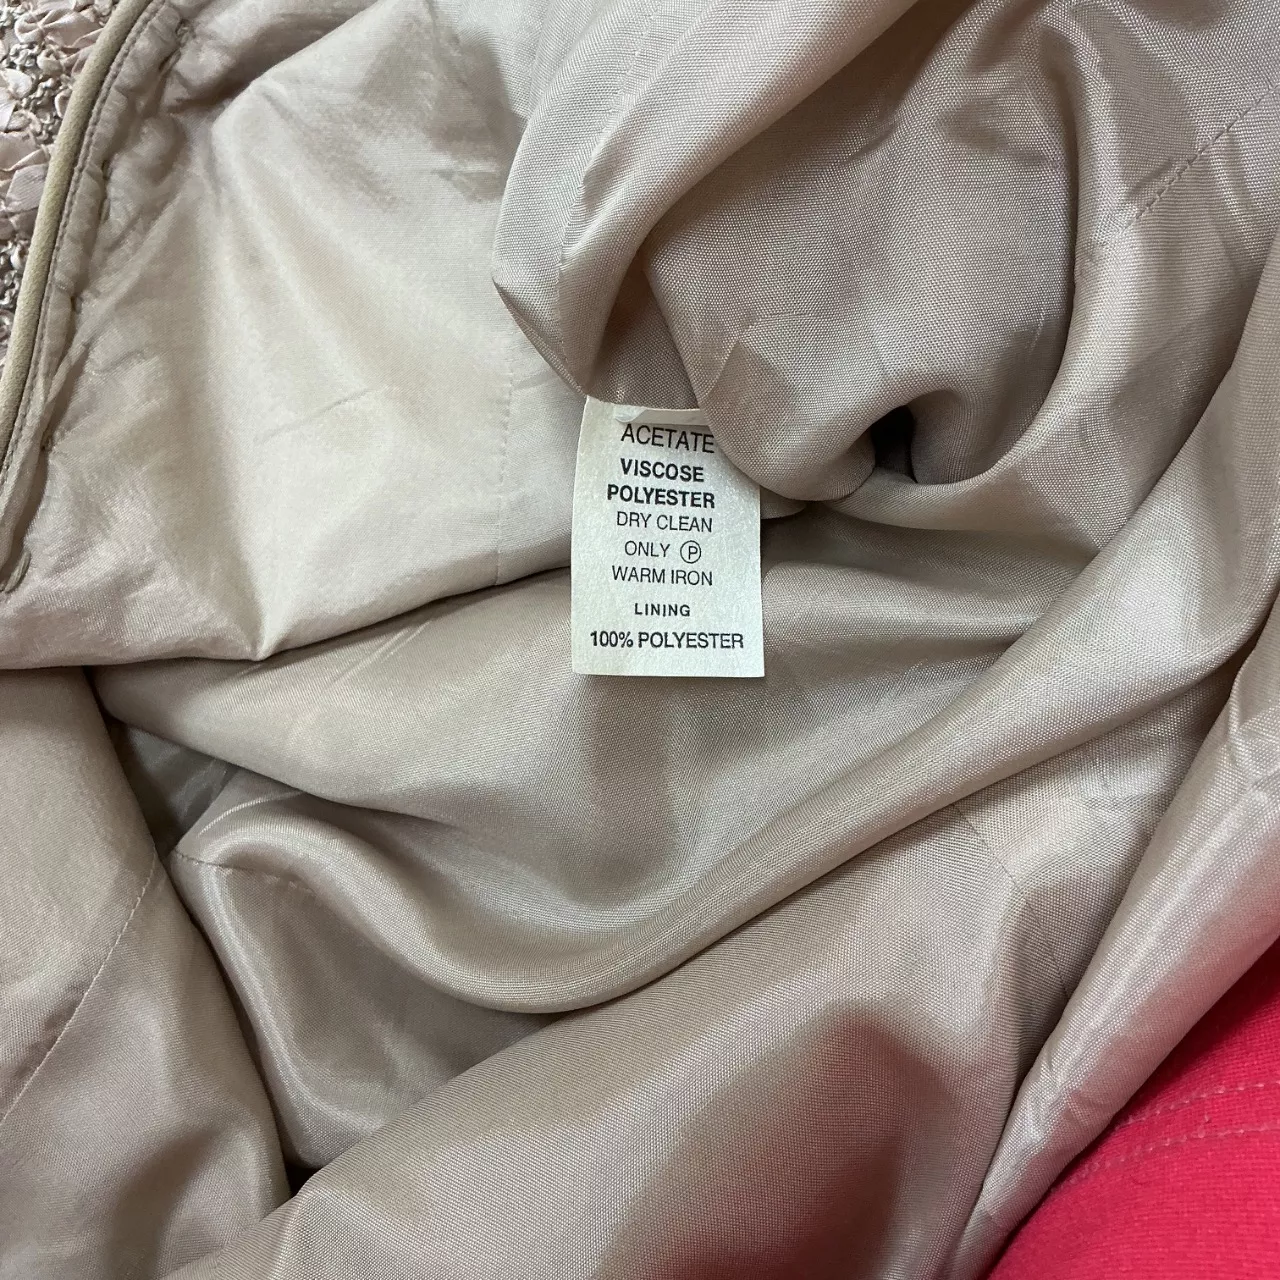 ACETATE
VISCOSE
POLYESTER
DRY CLEAN
ONLY Ⓟ
WARM IRON
LINING
100% POLYESTER